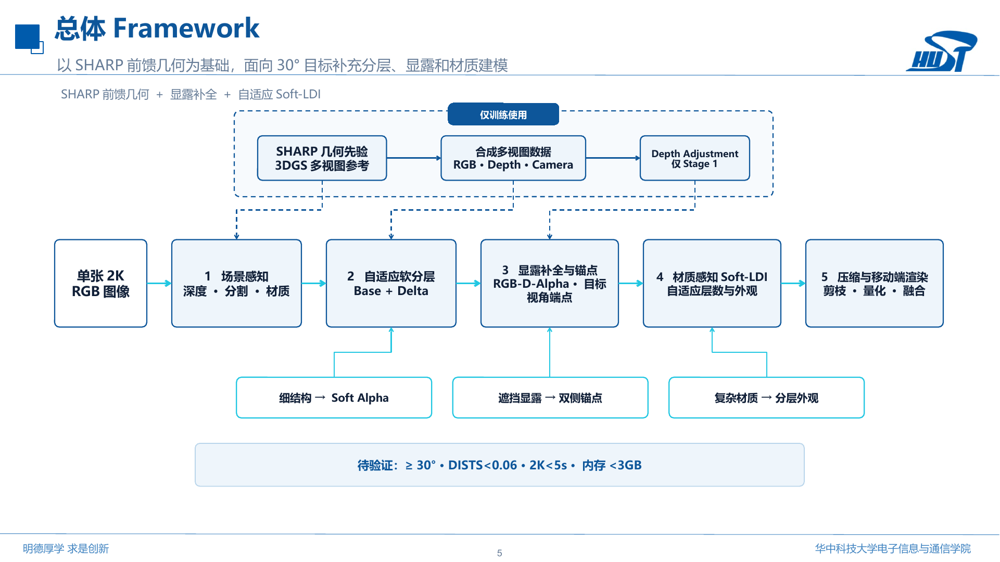 总体 Framework
HUST
以 SHARP 前馈几何为基础，面向 30° 目标补充分层、显露和材质建模
SHARP 前馈几何 + 显露补全 + 自适应 Soft-LDI
仅训练使用
SHARP 几何先验
3DGS 多视图参考
合成多视图数据
RGB • Depth • Camera
Depth Adjustment
仅 Stage 1
单张 2K
RGB 图像
1 场景感知
深度 • 分割 • 材质
2 自适应软分层
Base + Delta
3 显露补全与锚点
RGB-D-Alpha • 目标
视角端点
4 材质感知 Soft-LDI
自适应层数与外观
5 压缩与移动端渲染
剪枝 • 量化 • 融合
细结构 → Soft Alpha
遮挡显露 → 双侧锚点
复杂材质 → 分层外观
待验证：≥ 30° • DISTS<0.06 • 2K<5s • 内存 <3GB
明德厚学 求是创新
5
华中科技大学电子信息与通信学院